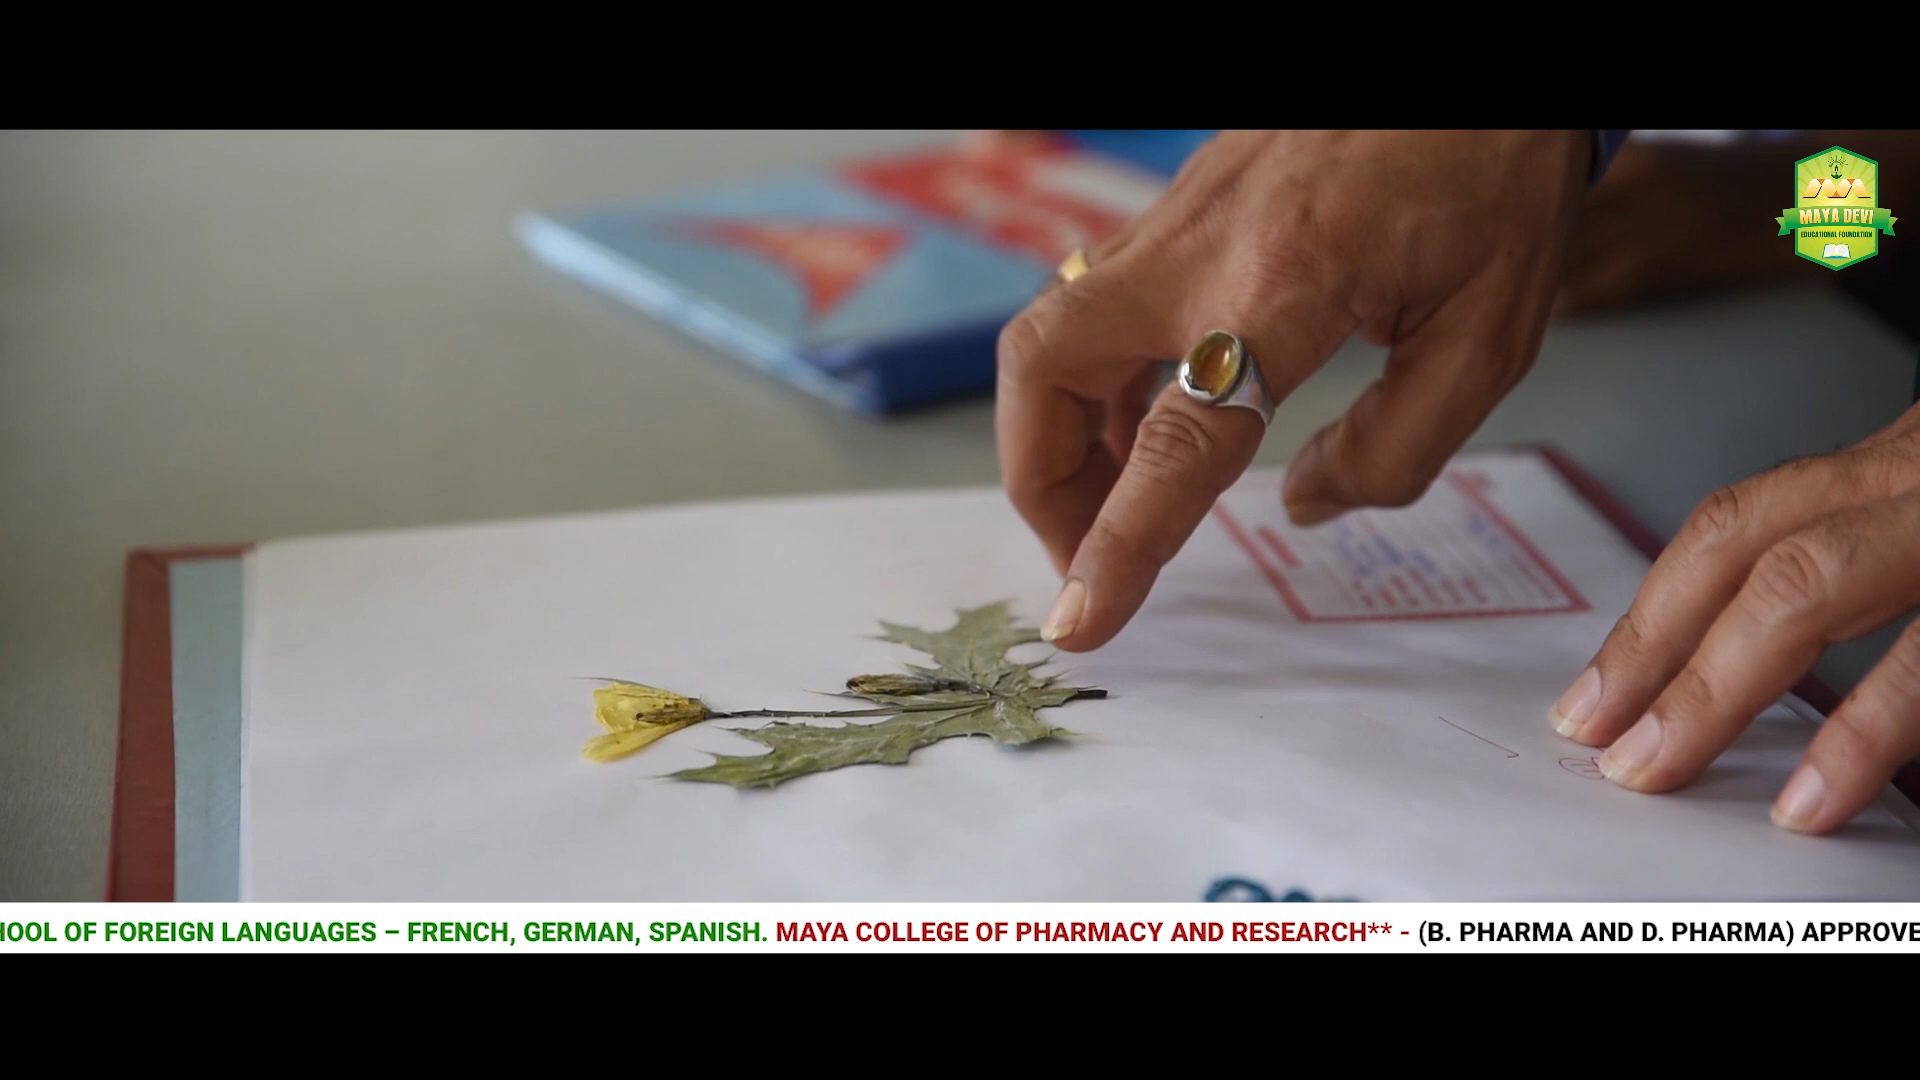 MAYA DEVI
EDUCATIONAL FOUNDATION
HOOL OF FOREIGN LANGUAGES – FRENCH, GERMAN, SPANISH. MAYA COLLEGE OF PHARMACY AND RESEARCH** - (B. PHARMA AND D. PHARMA) APPROVE